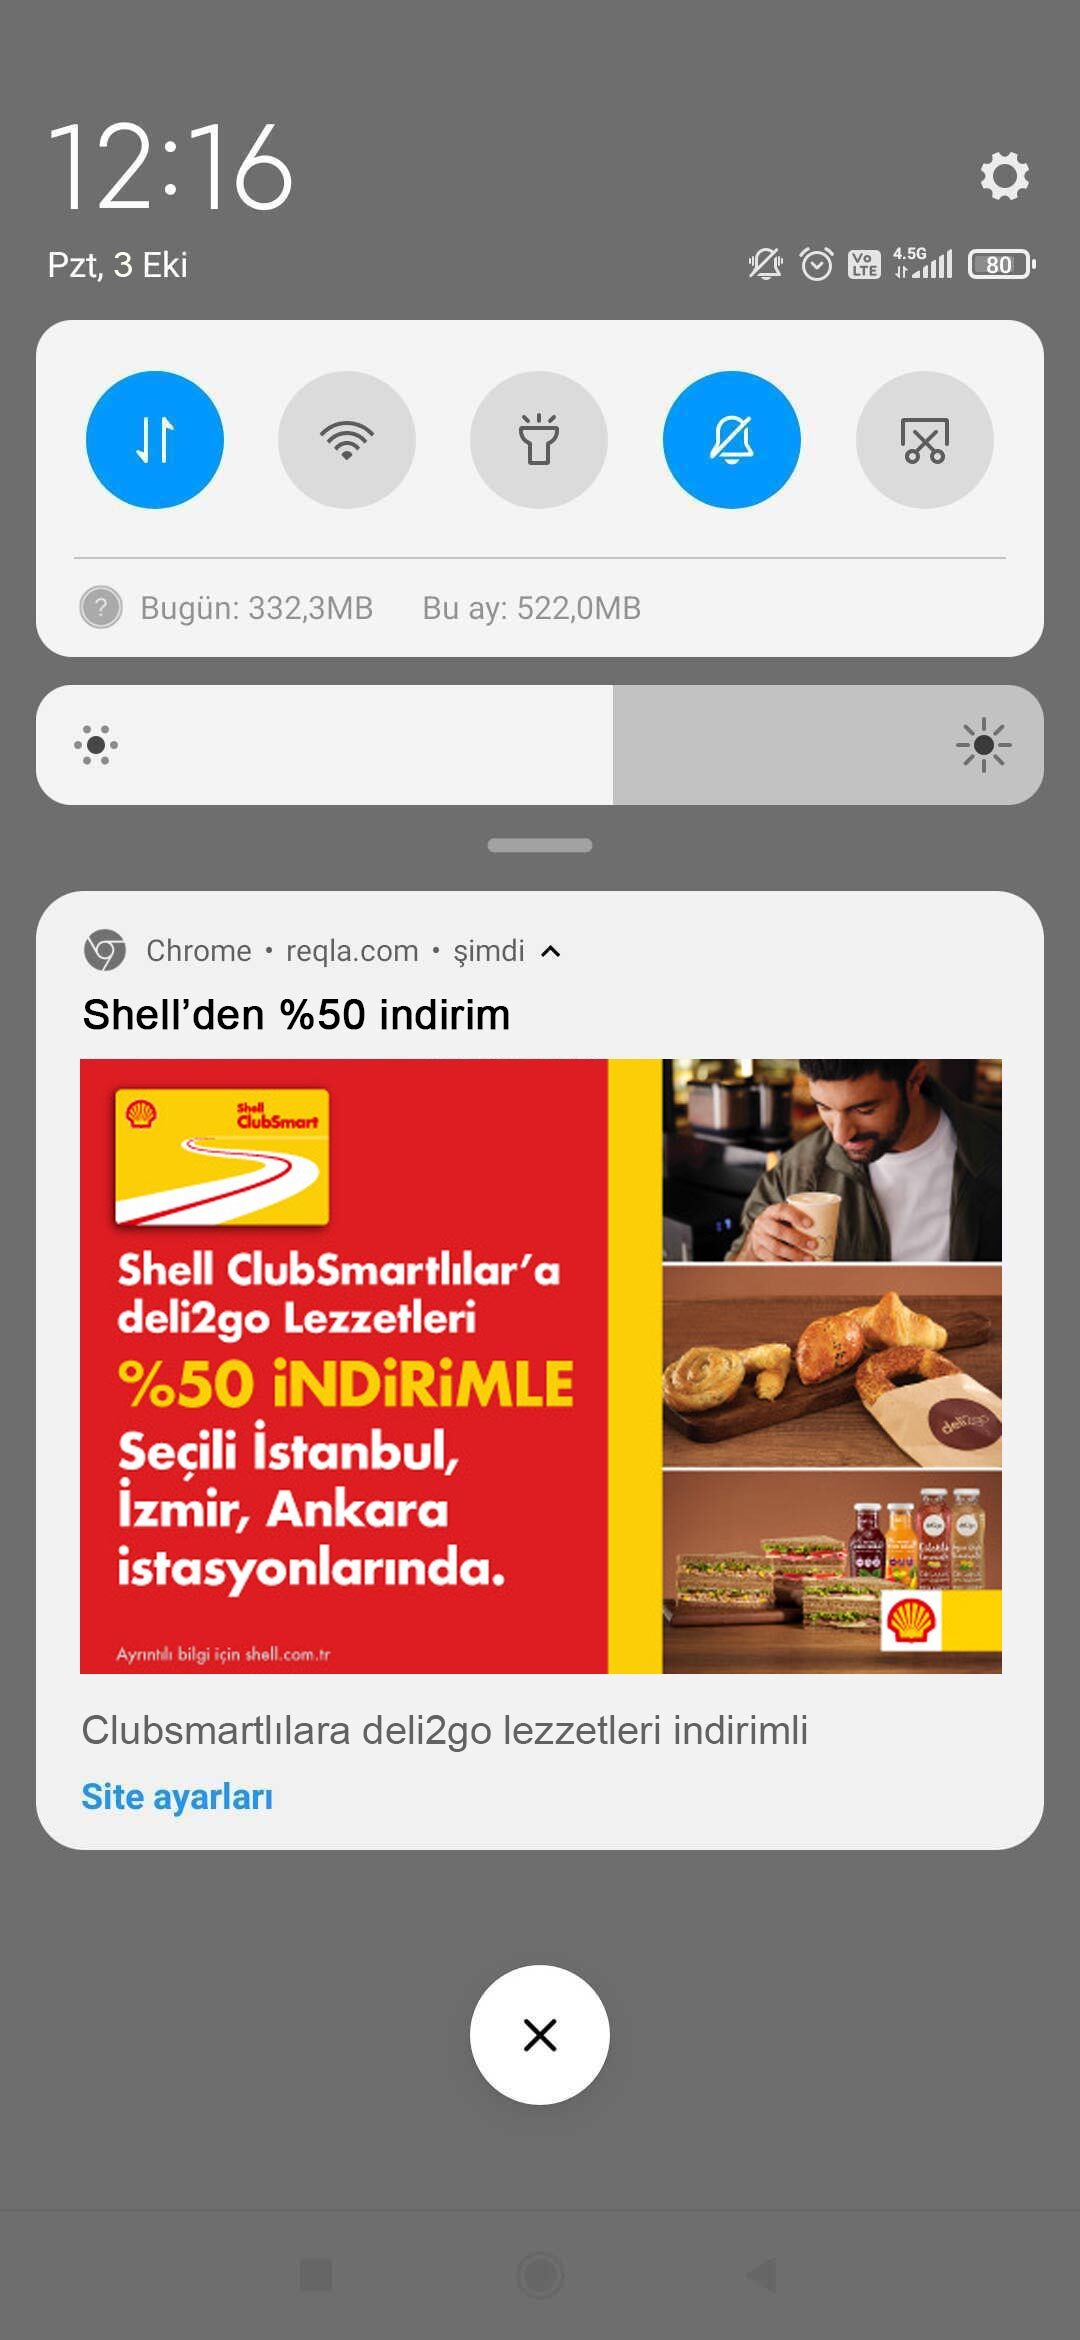 12:16
Pzt, 3 Eki
Vo LTE
4.5G
80
Bugün: 332,3MB Bu ay: 522,0MB
Chrome • reqla.com • şimdi
Shell’den %50 indirim
Shell
ClubSmart
Shell ClubSmartlılar’a
deli2go Lezzetleri
%50 İNDİRİMLE
Seçili İstanbul,
İzmir, Ankara
istasyonlarında.
Ayrıntılı bilgi için shell.com.tr
deli2go
Clubsmartlılara deli2go lezzetleri indirimli
Site ayarları